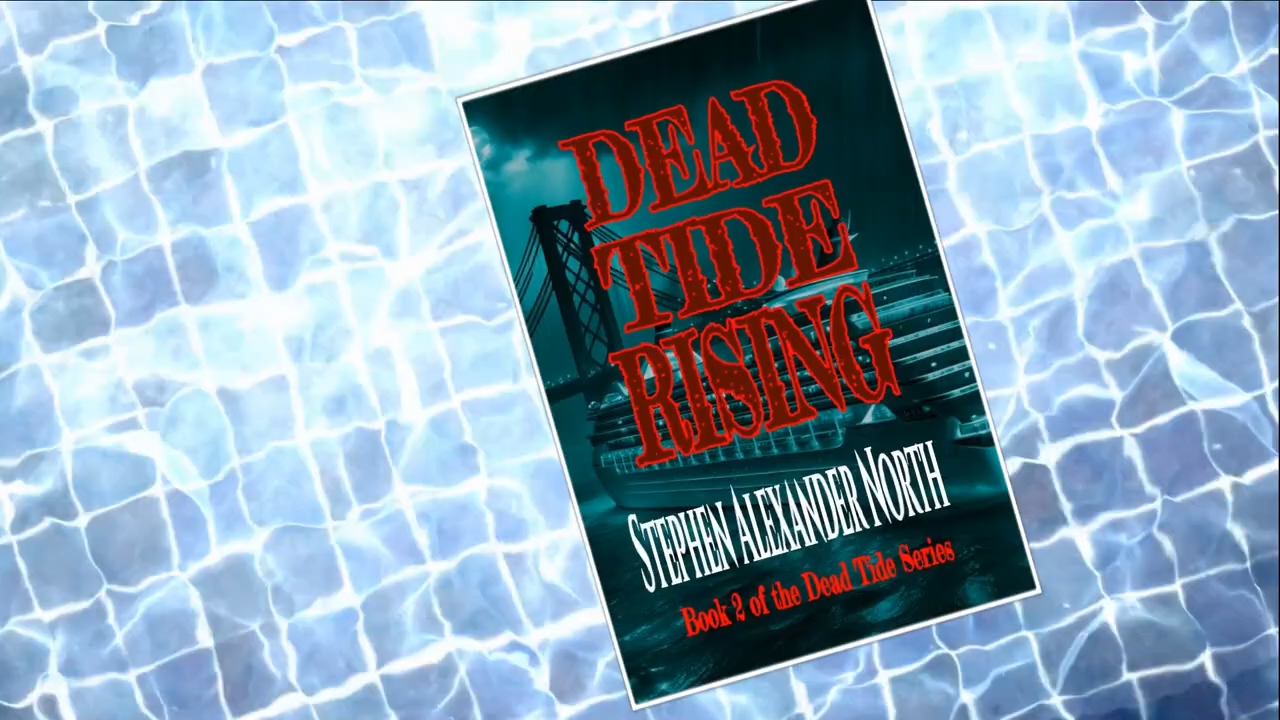 DEAD
TIDE
RISING
STEPHEN ALEXANDER NORTH
Book 2 of the Dead Tide Series